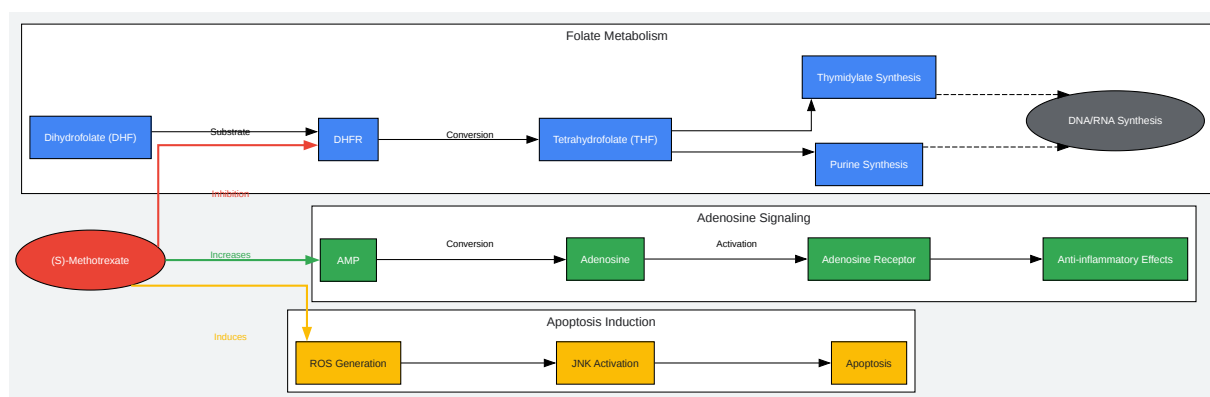 Folate Metabolism
Thymidylate Synthesis
Dihydrofolate (DHF)
Substrate
DHFR
Conversion
Tetrahydrofolate (THF)
DNA/RNA Synthesis
Purine Synthesis
Inhibition
Adenosine Signaling
(S)-Methotrexate
Increases
AMP
Conversion
Adenosine
Activation
Adenosine Receptor
Anti-inflammatory Effects
Apoptosis Induction
Induces
ROS Generation
JNK Activation
Apoptosis